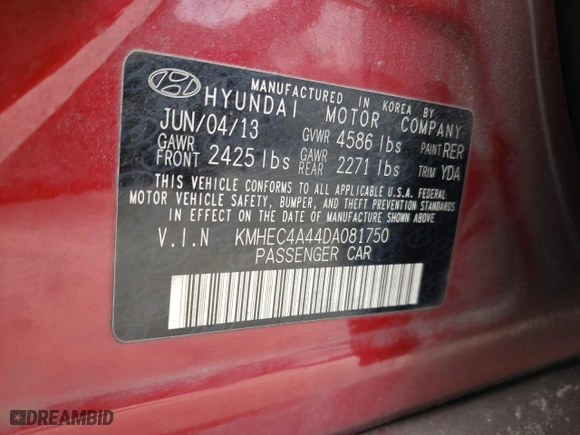 MANUFACTURED IN KOREA BY
HYUNDAI MOTOR COMPANY
JUN/04/13 GVWR 4586 lbs PAINT RER
GAWR FRONT 2425 lbs GAWR REAR 2271 lbs TRIM YDA
THIS VEHICLE CONFORMS TO ALL APPLICABLE U.S.A. FEDERAL
MOTOR VEHICLE SAFETY, BUMPER, AND THEFT PREVENTION STANDARDS
IN EFFECT ON THE DATE OF MANUFACTURE SHOWN ABOVE
V.I.N KMHEC4A44DA081750
PASSENGER CAR
DREAMBID